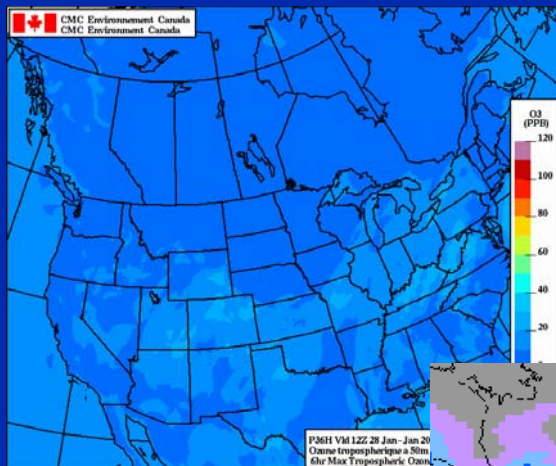 CMC Environnement Canada
CMC Environment Canada
O3
(PPB)
120
100
80
60
40
20
P36H Vld 12Z 28 Jan-Jan 20
Ozone tropospherique a 50m
6hr Max Tropospheric Ozon